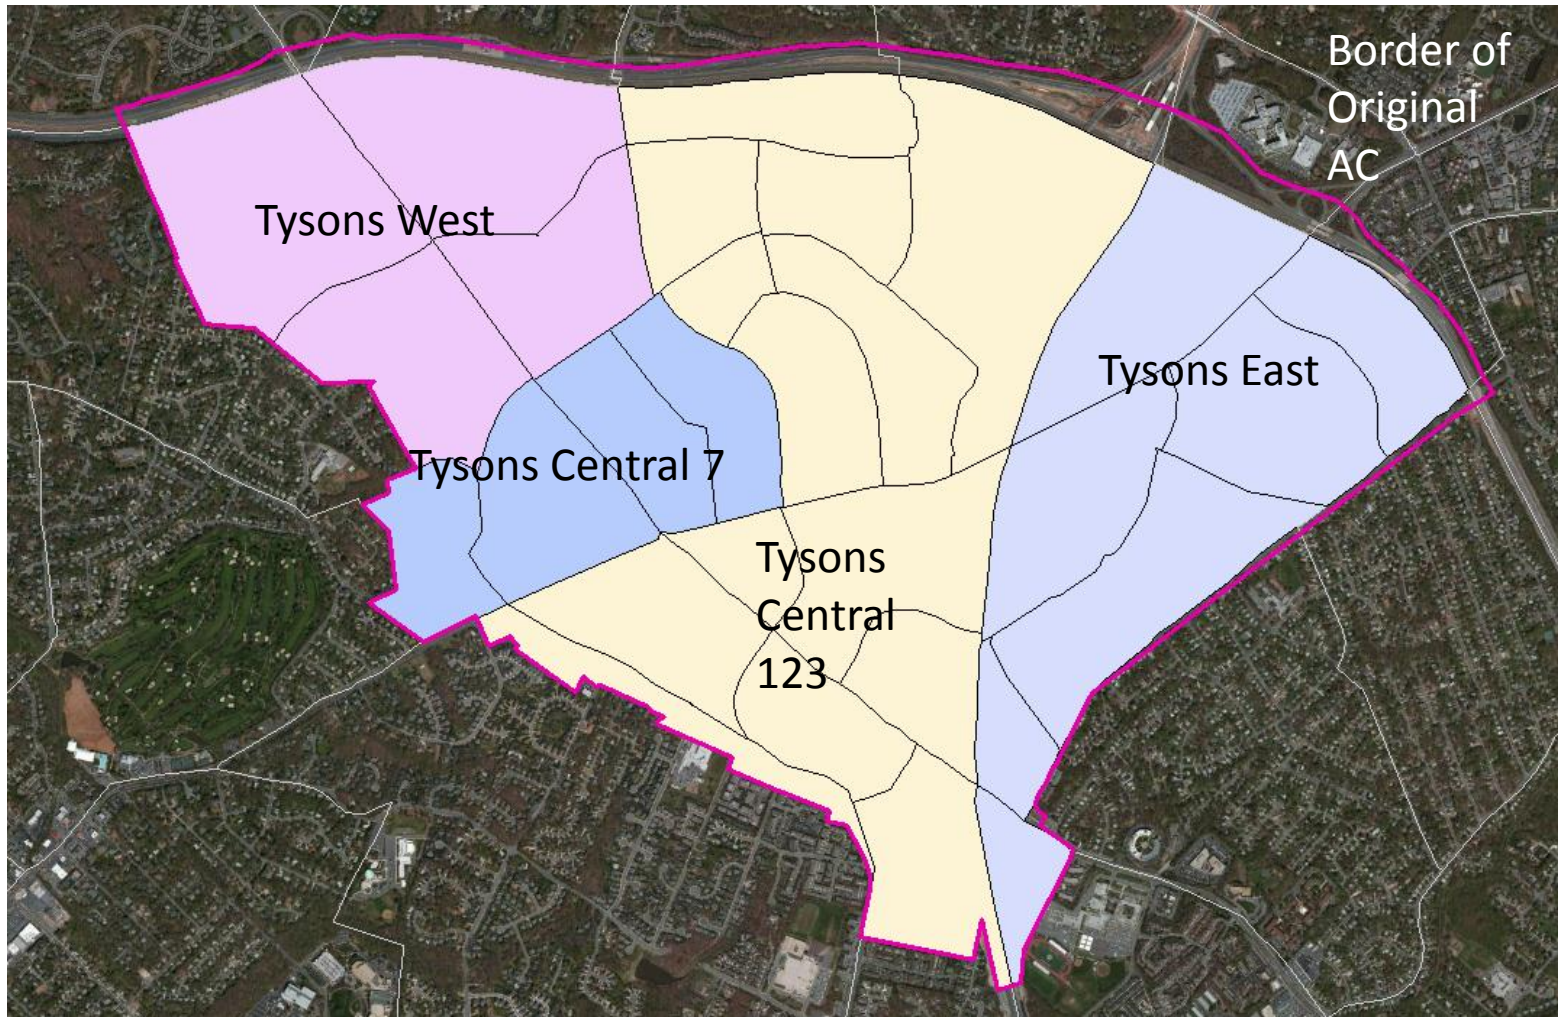 Border of
Original
AC
Tysons West
Tysons East
Tysons Central 7
Tysons
Central
123